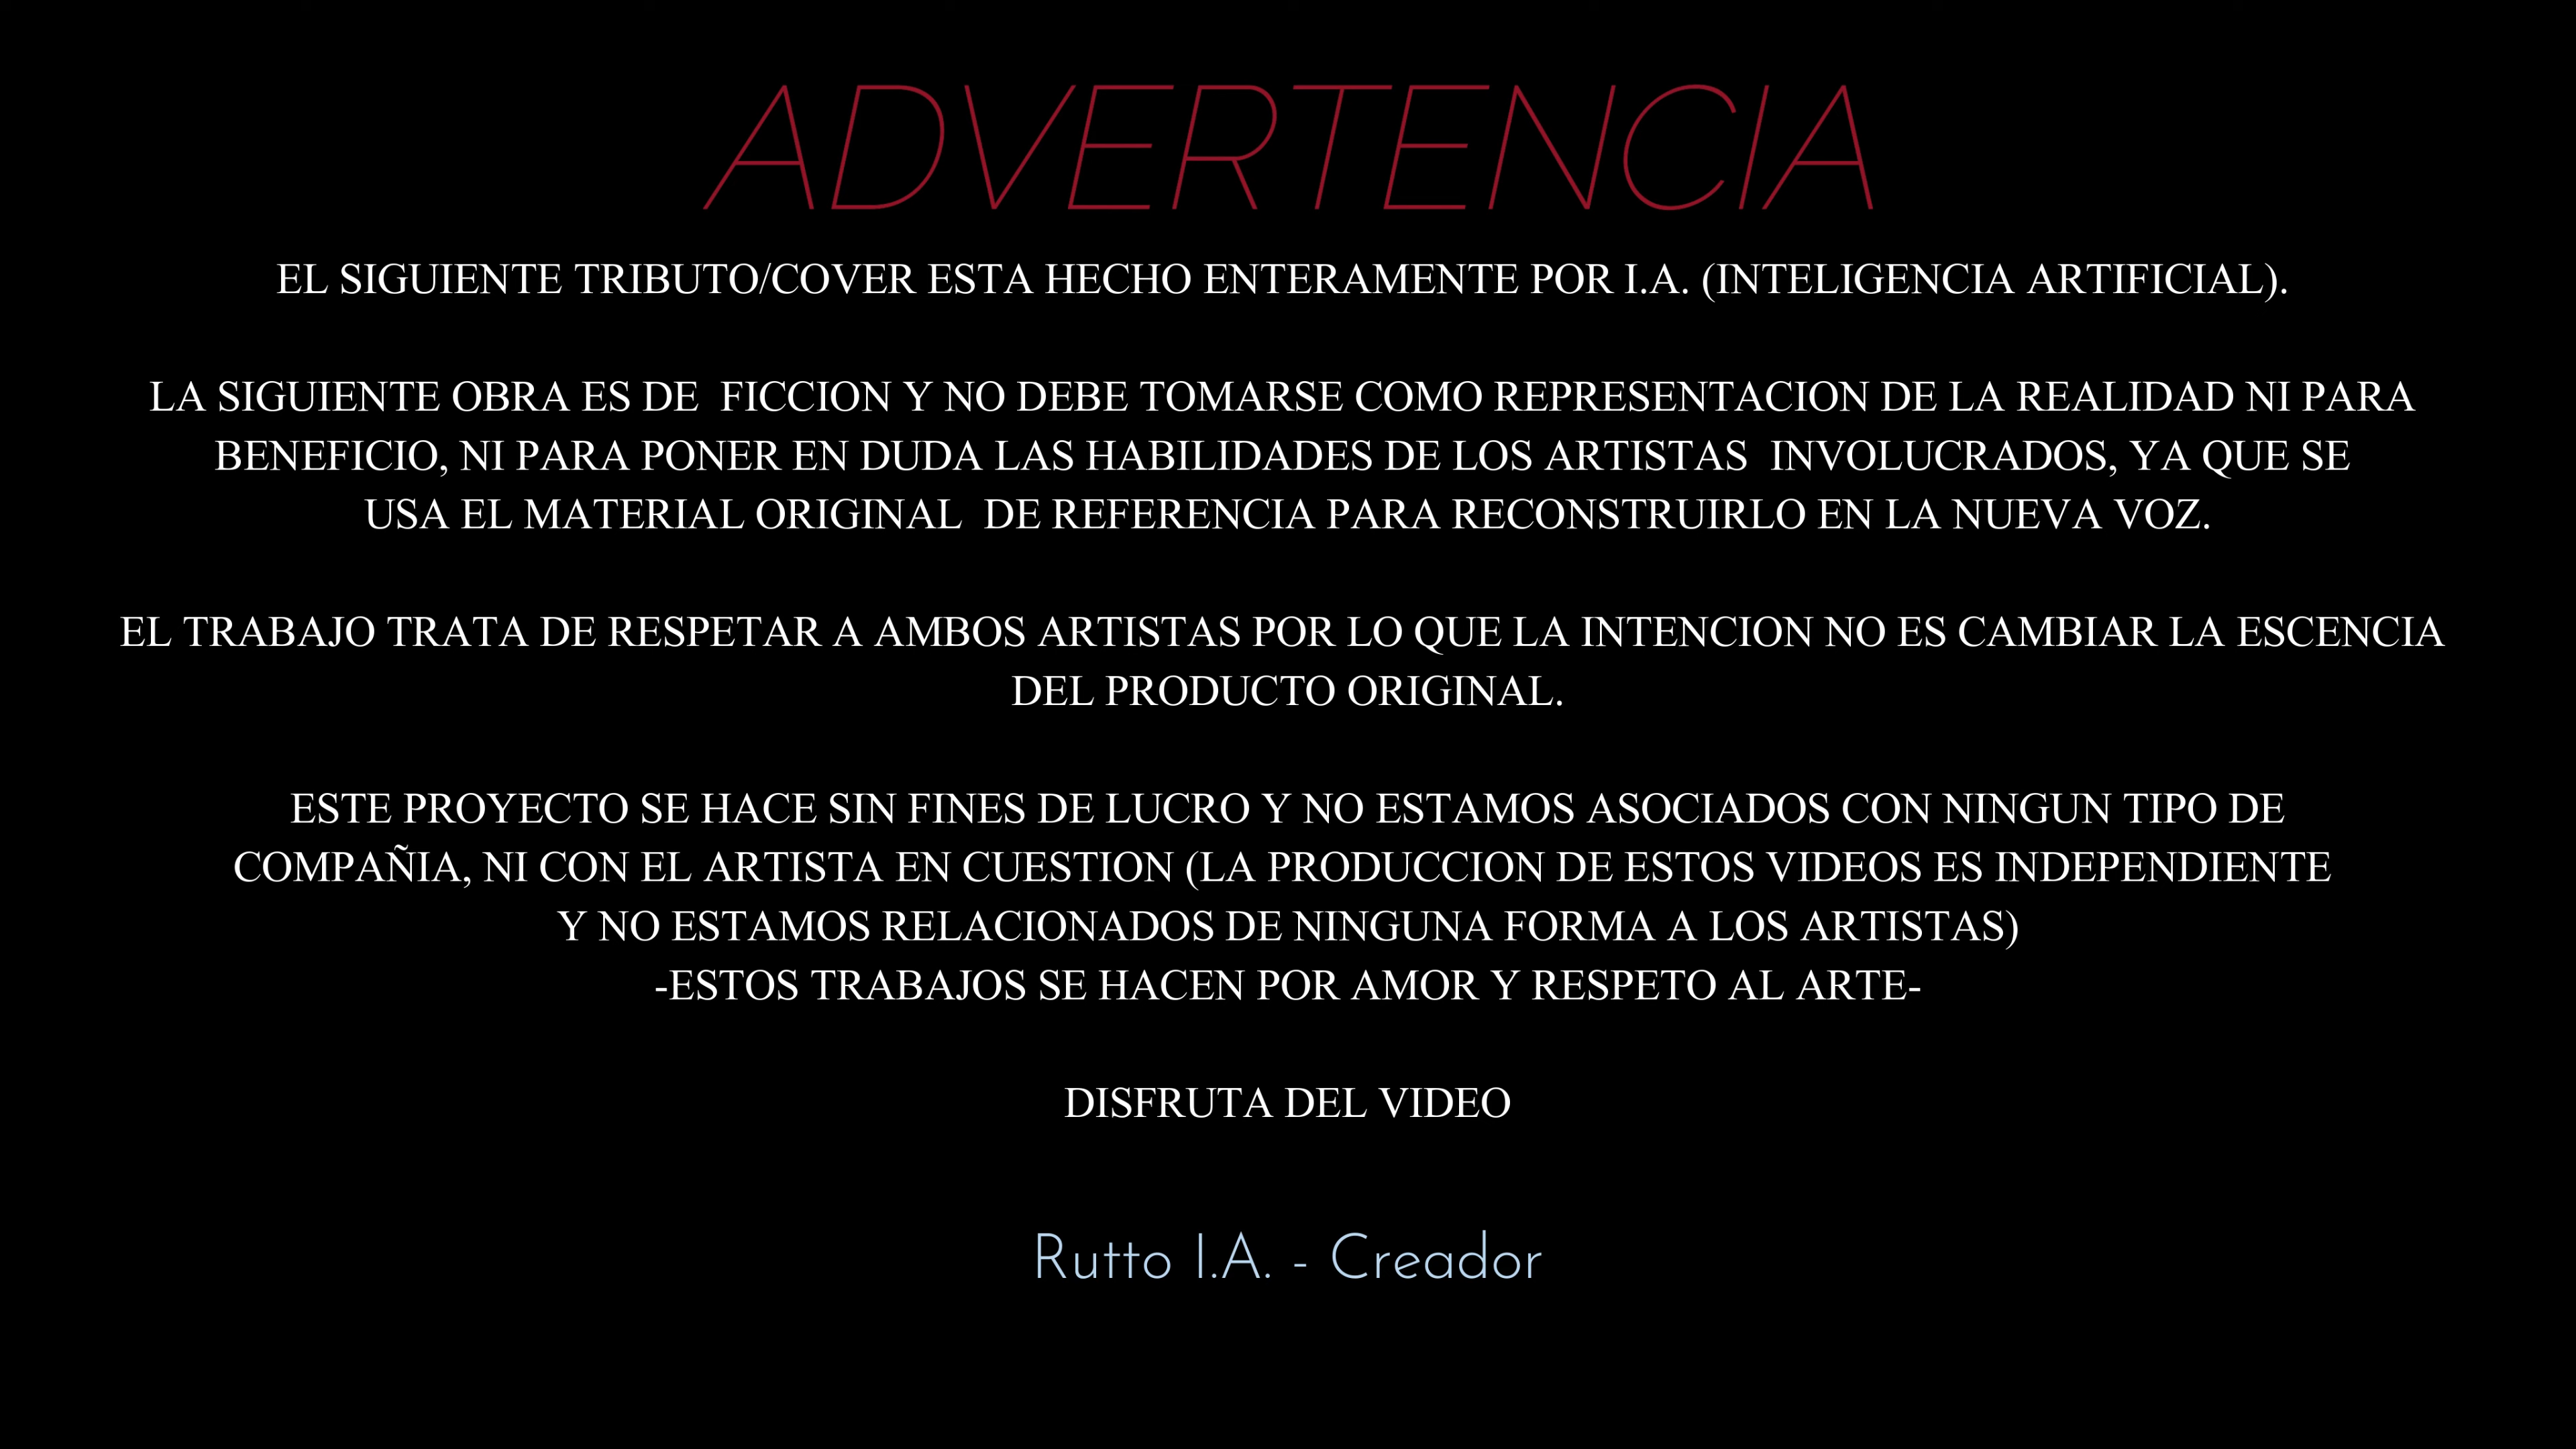 ADVERTENCIA
EL SIGUIENTE TRIBUTO/COVER ESTA HECHO ENTERAMENTE POR I.A. (INTELIGENCIA ARTIFICIAL).
LA SIGUIENTE OBRA ES DE  FICCION Y NO DEBE TOMARSE COMO REPRESENTACION DE LA REALIDAD NI PARA
BENEFICIO, NI PARA PONER EN DUDA LAS HABILIDADES DE LOS ARTISTAS  INVOLUCRADOS, YA QUE SE
USA EL MATERIAL ORIGINAL  DE REFERENCIA PARA RECONSTRUIRLO EN LA NUEVA VOZ.
EL TRABAJO TRATA DE RESPETAR A AMBOS ARTISTAS POR LO QUE LA INTENCION NO ES CAMBIAR LA ESCENCIA
DEL PRODUCTO ORIGINAL.
ESTE PROYECTO SE HACE SIN FINES DE LUCRO Y NO ESTAMOS ASOCIADOS CON NINGUN TIPO DE
COMPAÑIA, NI CON EL ARTISTA EN CUESTION (LA PRODUCCION DE ESTOS VIDEOS ES INDEPENDIENTE
Y NO ESTAMOS RELACIONADOS DE NINGUNA FORMA A LOS ARTISTAS)
-ESTOS TRABAJOS SE HACEN POR AMOR Y RESPETO AL ARTE-
DISFRUTA DEL VIDEO
Rutto I.A. - Creador